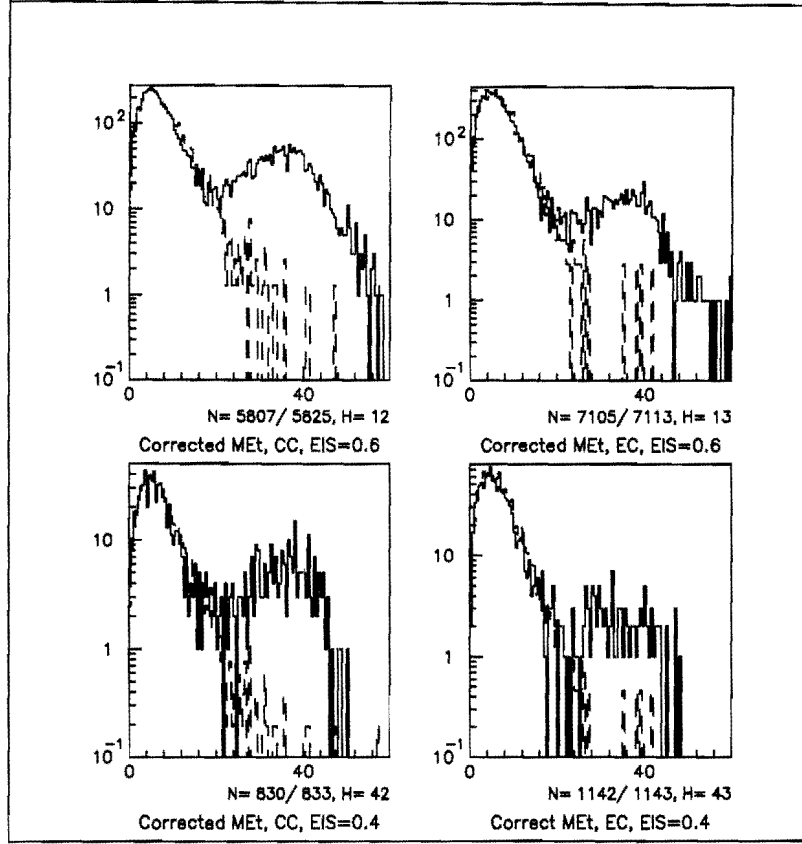 10² 10²
10 10
1 1
10⁻¹ 10⁻¹
0 40 0 40
N= 5807/ 5825, H= 12 N= 7105/ 7113, H= 13
Corrected MEt, CC, EIS=0.6 Corrected MEt, EC, EIS=0.6
10 10
1 1
10⁻¹ 10⁻¹
0 40 0 40
N= 830/ 833, H= 42 N= 1142/ 1143, H= 43
Corrected MEt, CC, EIS=0.4 Correct MEt, EC, EIS=0.4